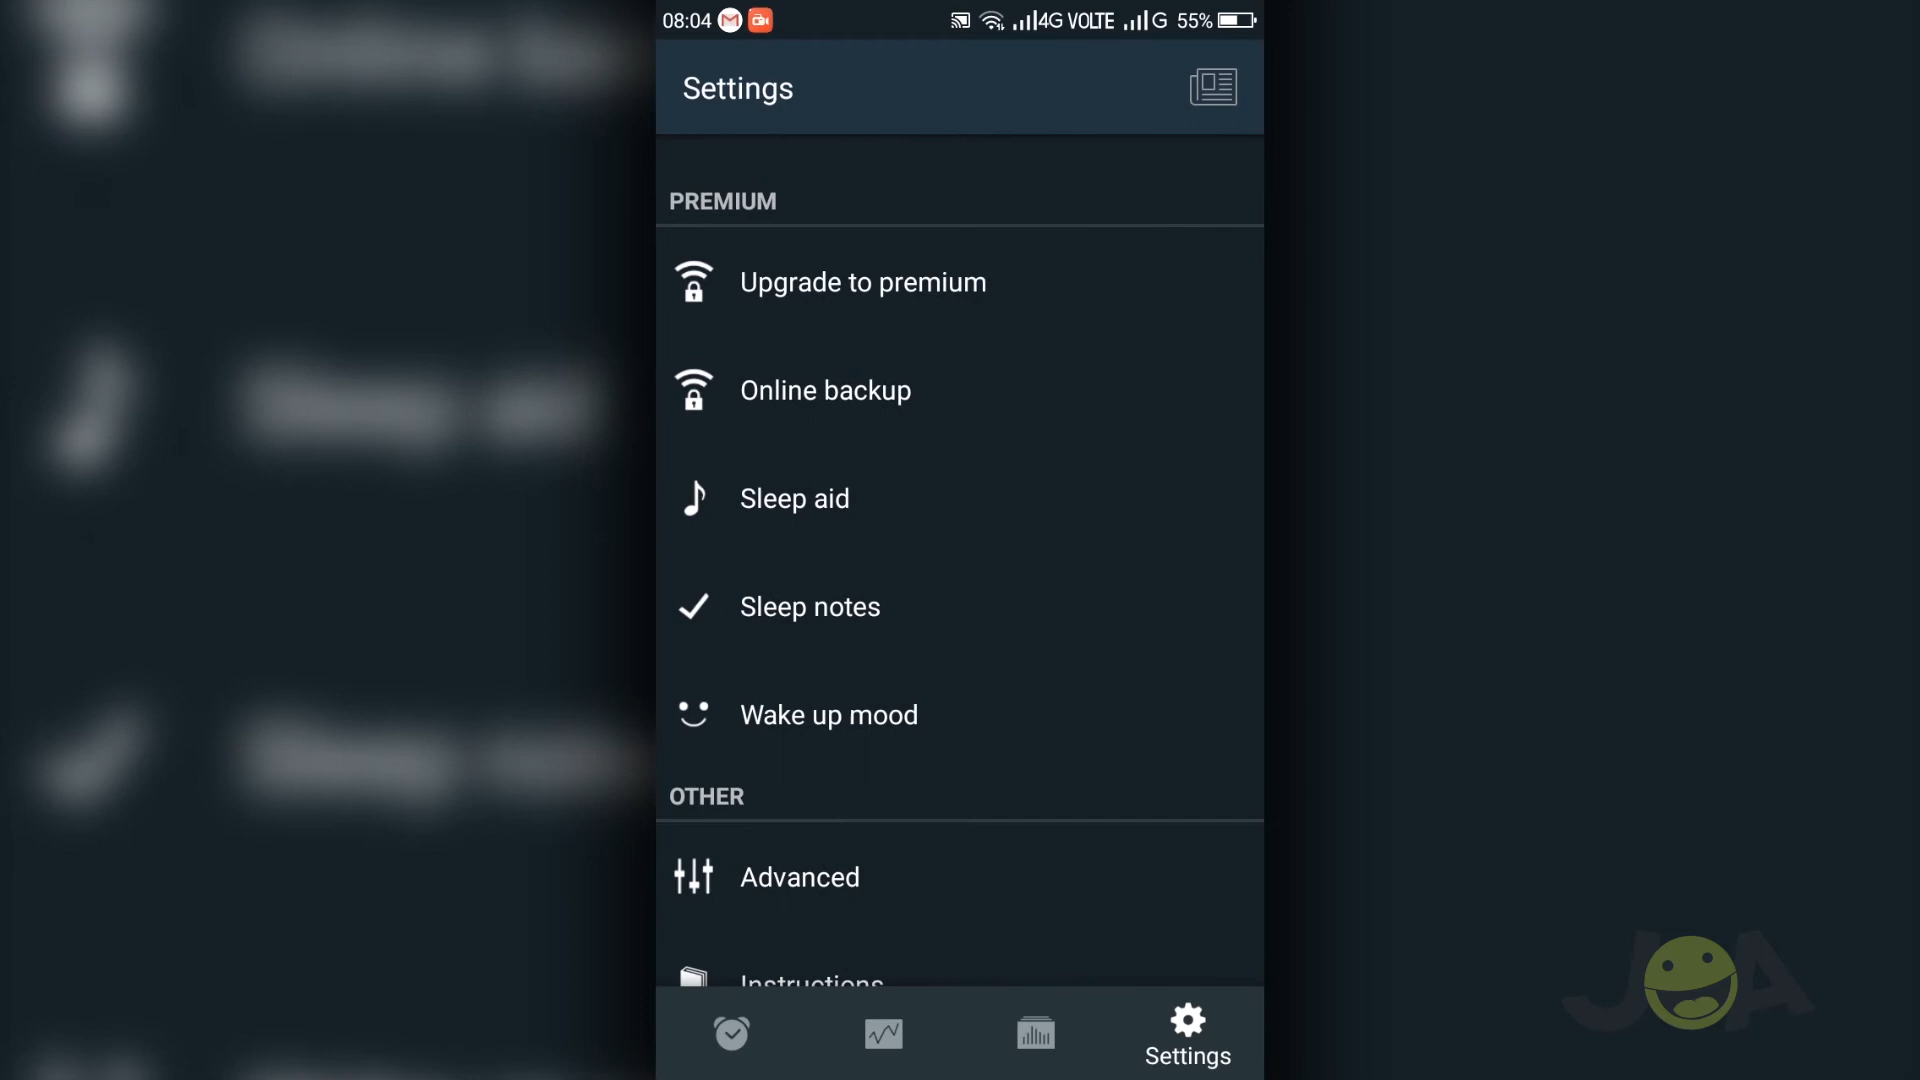 08:04 4G VOLTE G 55%
Settings
PREMIUM
Upgrade to premium
Online backup
Sleep aid
Sleep notes
Wake up mood
OTHER
Advanced
Instructions
Settings
JOA